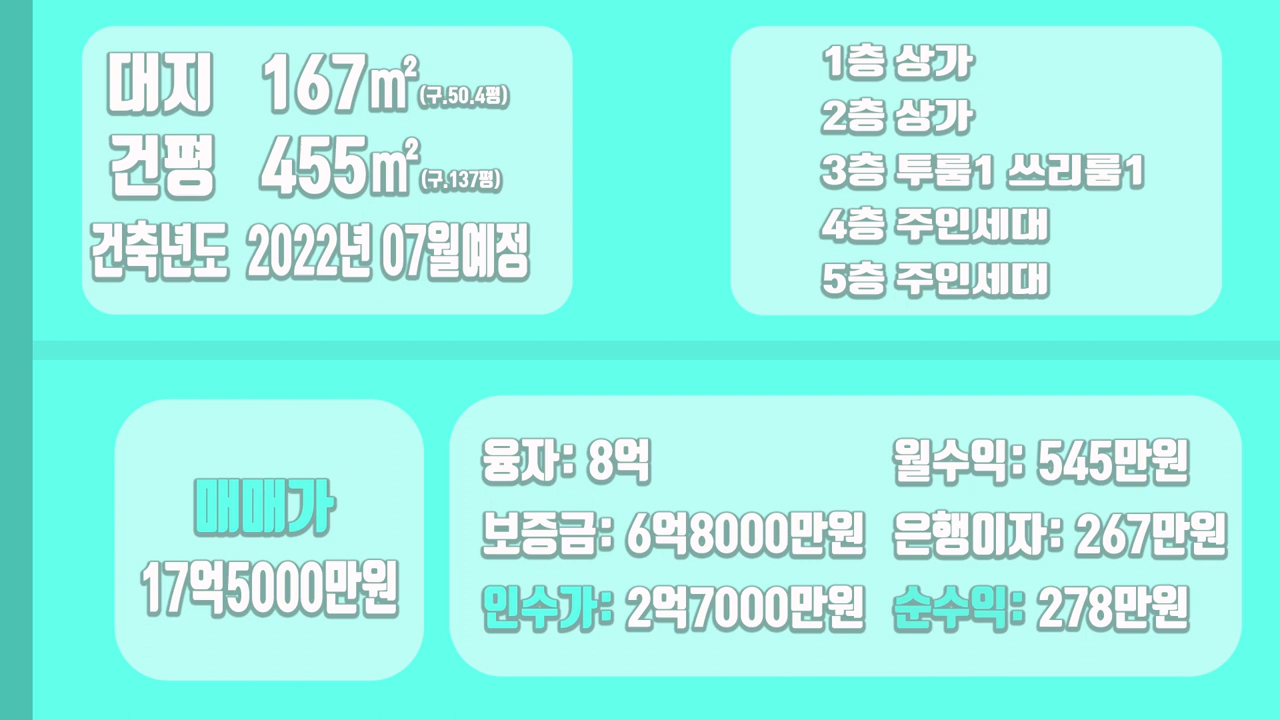 대지 167㎡(구.50.4평)
건평 455㎡(구.137평)
건축년도 2022년 07월예정
1층 상가
2층 상가
3층 투룸1 쓰리룸1
4층 주인세대
5층 주인세대
매매가
17억5000만원
융자: 8억
보증금: 6억8000만원
인수가: 2억7000만원
월수익: 545만원
은행이자: 267만원
순수익: 278만원